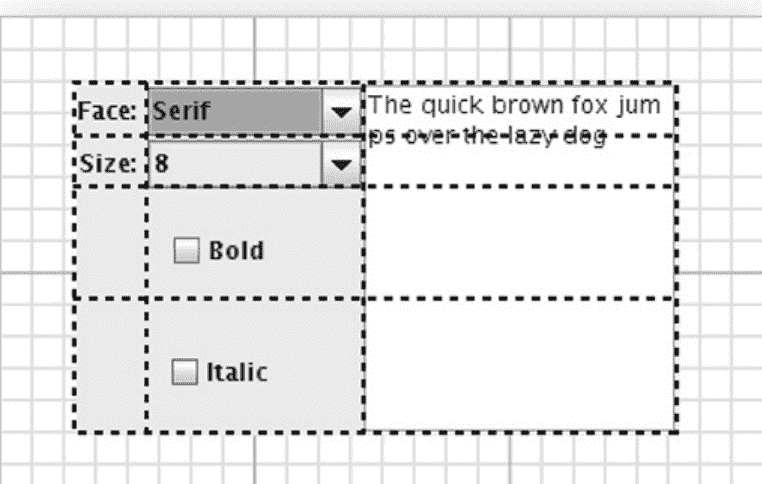 Face: Serif
The quick brown fox jum
ps over the lazy dog
Size: 8
Bold
Italic